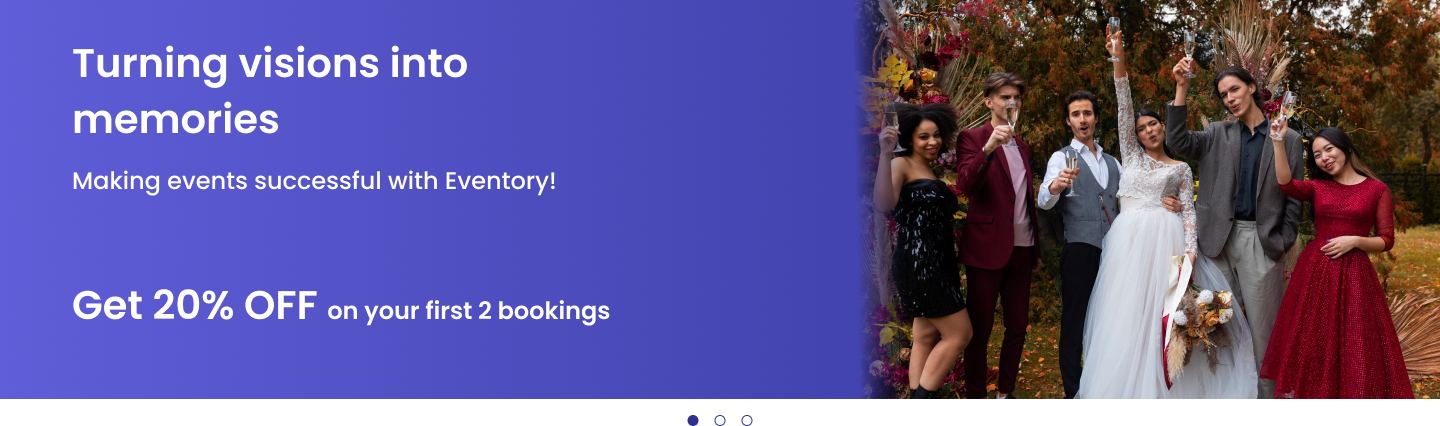 Turning visions into
memories
Making events successful with Eventory!
Get 20% OFF on your first 2 bookings